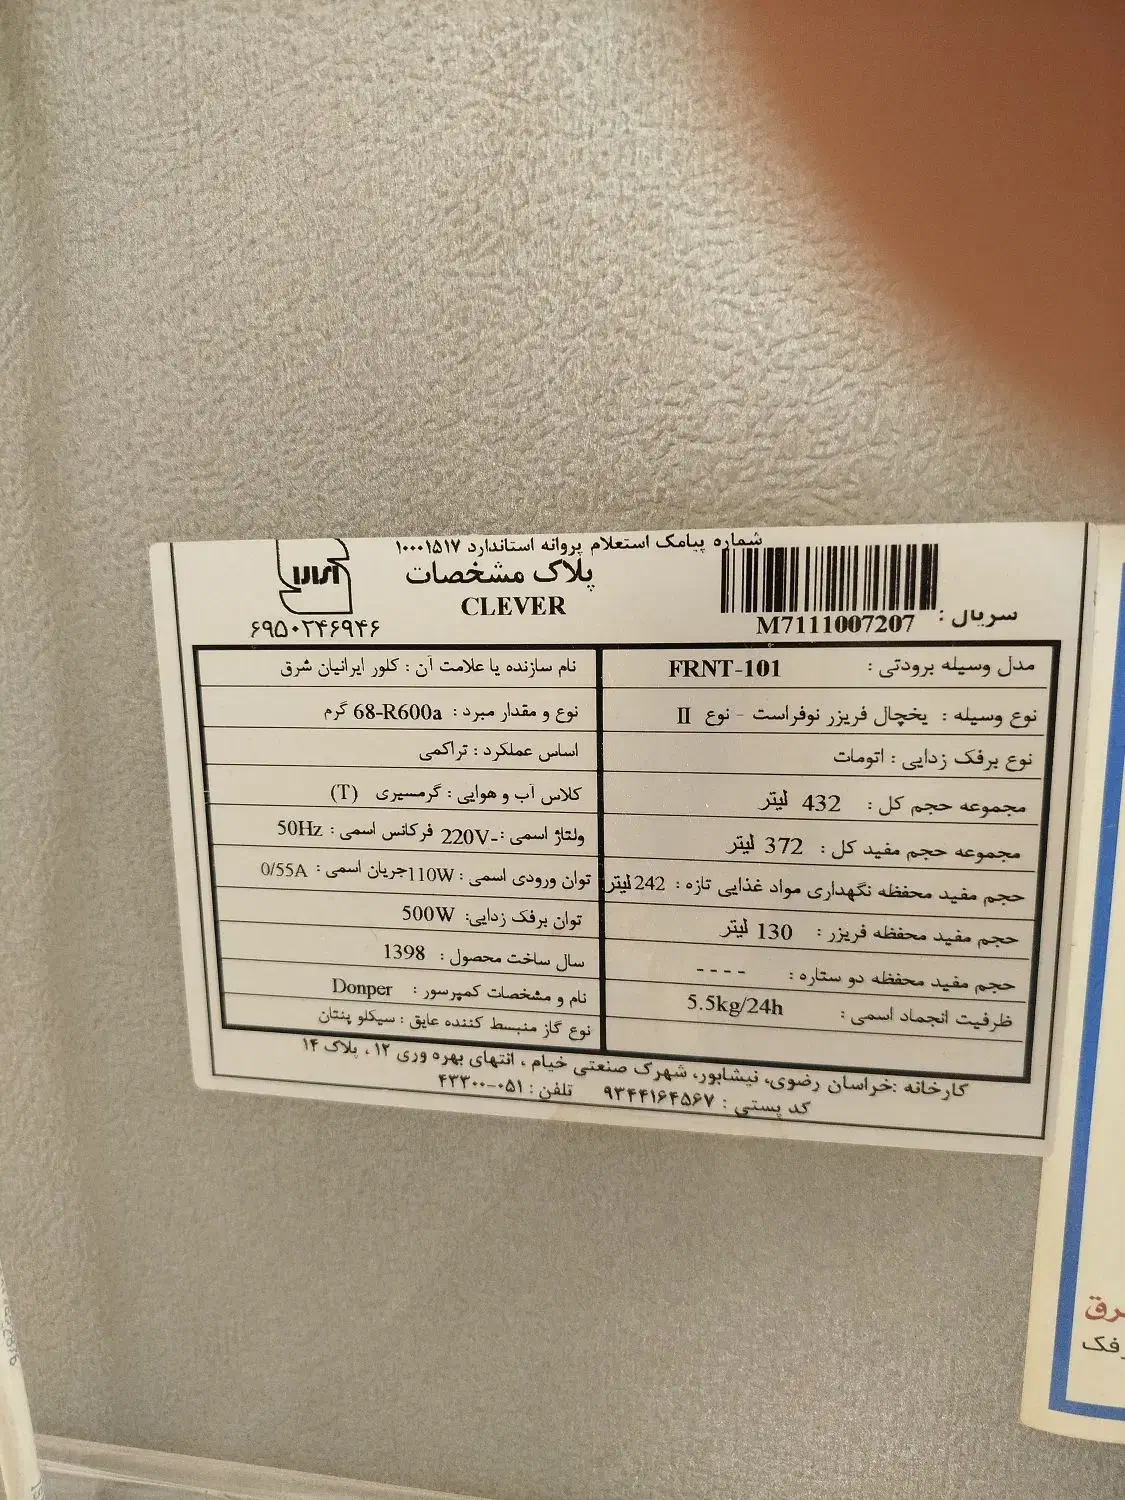 شماره پیامک استعلام پروانه استاندارد ۱۰۰۰۱۵۱۷
پلاک مشخصات
CLEVER
۶۹۵۰۲۴۶۹۴۶
سریال :
M7111007207
مدل وسیله برودتی : FRNT-101
نوع وسیله : یخچال فریزر نوفراست - نوع II
نوع برفک زدایی : اتومات
مجموعه حجم کل : 432 لیتر
مجموعه حجم مفید کل : 372 لیتر
حجم مفید محفظه نگهداری مواد غذایی تازه : 242 لیتر
حجم مفید محفظه فریزر : 130 لیتر
حجم مفید محفظه دو ستاره : ----
ظرفیت انجماد اسمی : 5.5kg/24h
نام سازنده یا علامت آن : کلور ایرانیان شرق
نوع و مقدار مبرد : 68-R600a گرم
اساس عملکرد : تراکمی
کلاس آب و هوایی : گرمسیری (T)
ولتاژ اسمی : 220V- فرکانس اسمی : 50Hz
توان ورودی اسمی : 110W جریان اسمی : 0/55A
توان برفک زدایی: 500W
سال ساخت محصول : 1398
نام و مشخصات کمپرسور : Donper
نوع گاز منبسط کننده عایق : سیکلو پنتان
کارخانه :خراسان رضوی، نیشابور، شهرک صنعتی خیام ، انتهای بهره وری ۱۲ ، پلاک ۱۴
کد پستی : ۹۳۴۴۱۶۴۵۶۷ تلفن : ۰۵۱-۴۳۳۰۰